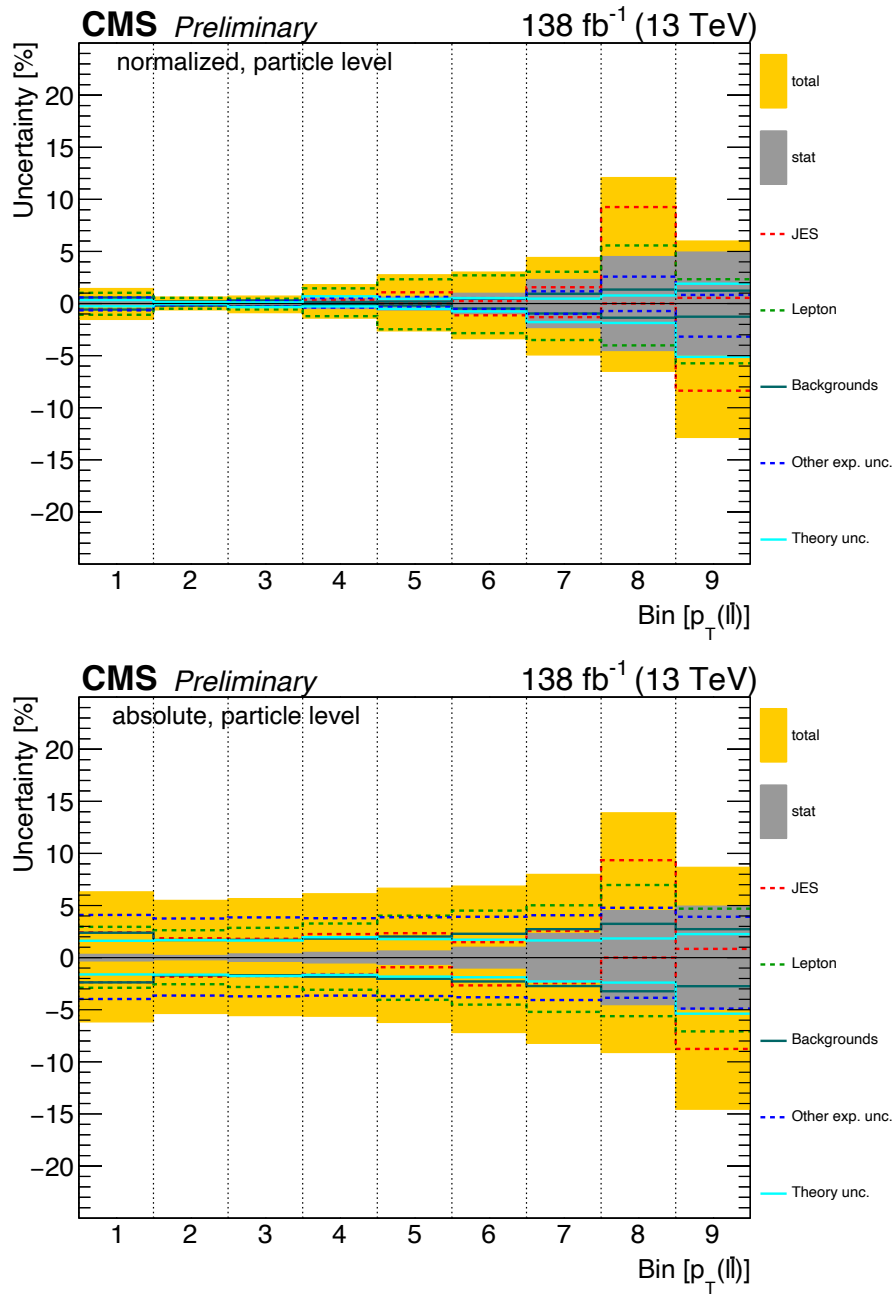 CMS Preliminary 138 fb⁻¹ (13 TeV)
normalized, particle level
Uncertainty [%]
20
15
10
5
0
−5
−10
−15
−20
1 2 3 4 5 6 7 8 9
Bin [p_T(ll̄)]
total
stat
JES
Lepton
Backgrounds
Other exp. unc.
Theory unc.
CMS Preliminary 138 fb⁻¹ (13 TeV)
absolute, particle level
Uncertainty [%]
20
15
10
5
0
−5
−10
−15
−20
1 2 3 4 5 6 7 8 9
Bin [p_T(ll̄)]
total
stat
JES
Lepton
Backgrounds
Other exp. unc.
Theory unc.